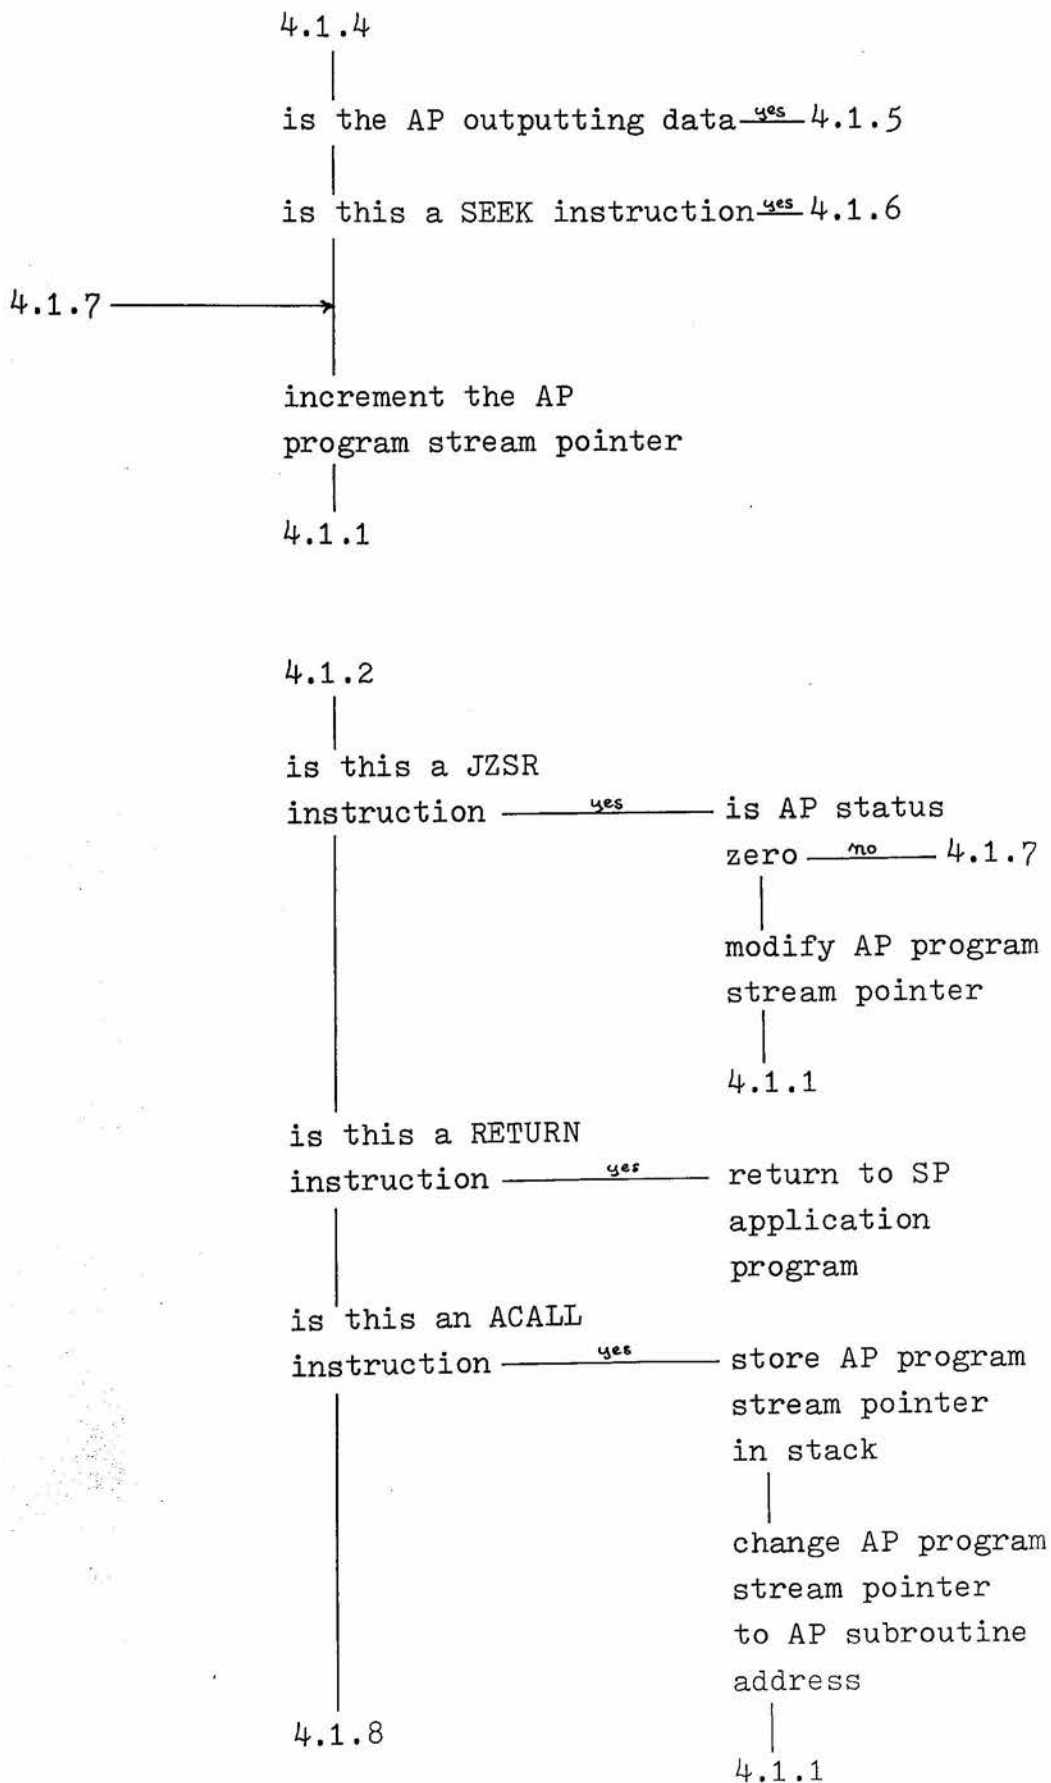 4.1.4
is the AP outputting data yes 4.1.5
is this a SEEK instruction yes 4.1.6
4.1.7
increment the AP
program stream pointer
4.1.1
4.1.2
is this a JZSR
instruction yes is AP status
zero no 4.1.7
modify AP program
stream pointer
4.1.1
is this a RETURN
instruction yes return to SP
application
program
is this an ACALL
instruction yes store AP program
stream pointer
in stack
change AP program
stream pointer
to AP subroutine
address
4.1.8
4.1.1